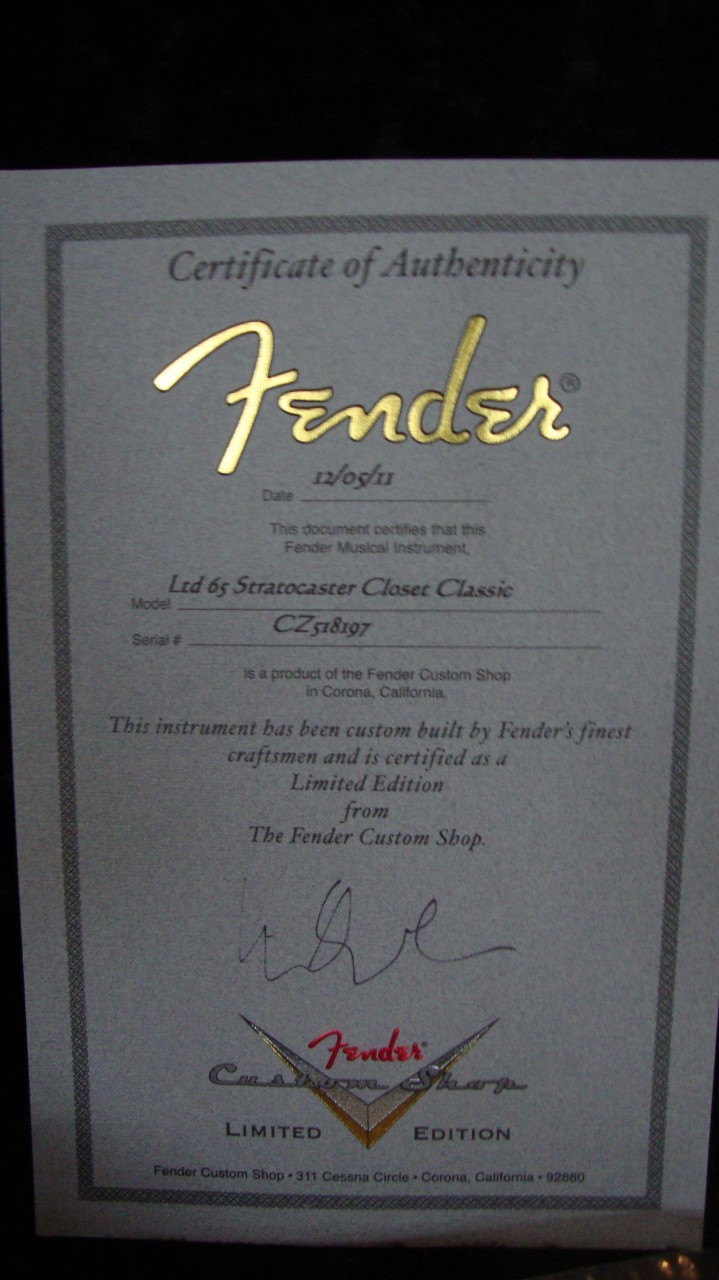 Certificate of Authenticity
Fender®
12/05/11
Date
This document certifies that this
Fender Musical Instrument,
Ltd 65 Stratocaster Closet Classic
Model
CZ518197
Serial #
is a product of the Fender Custom Shop
in Corona, California.
This instrument has been custom built by Fender's finest
craftsmen and is certified as a
Limited Edition
from
The Fender Custom Shop.
Fender®
Custom Shop
LIMITED EDITION
Fender Custom Shop • 311 Cessna Circle • Corona, California • 92880